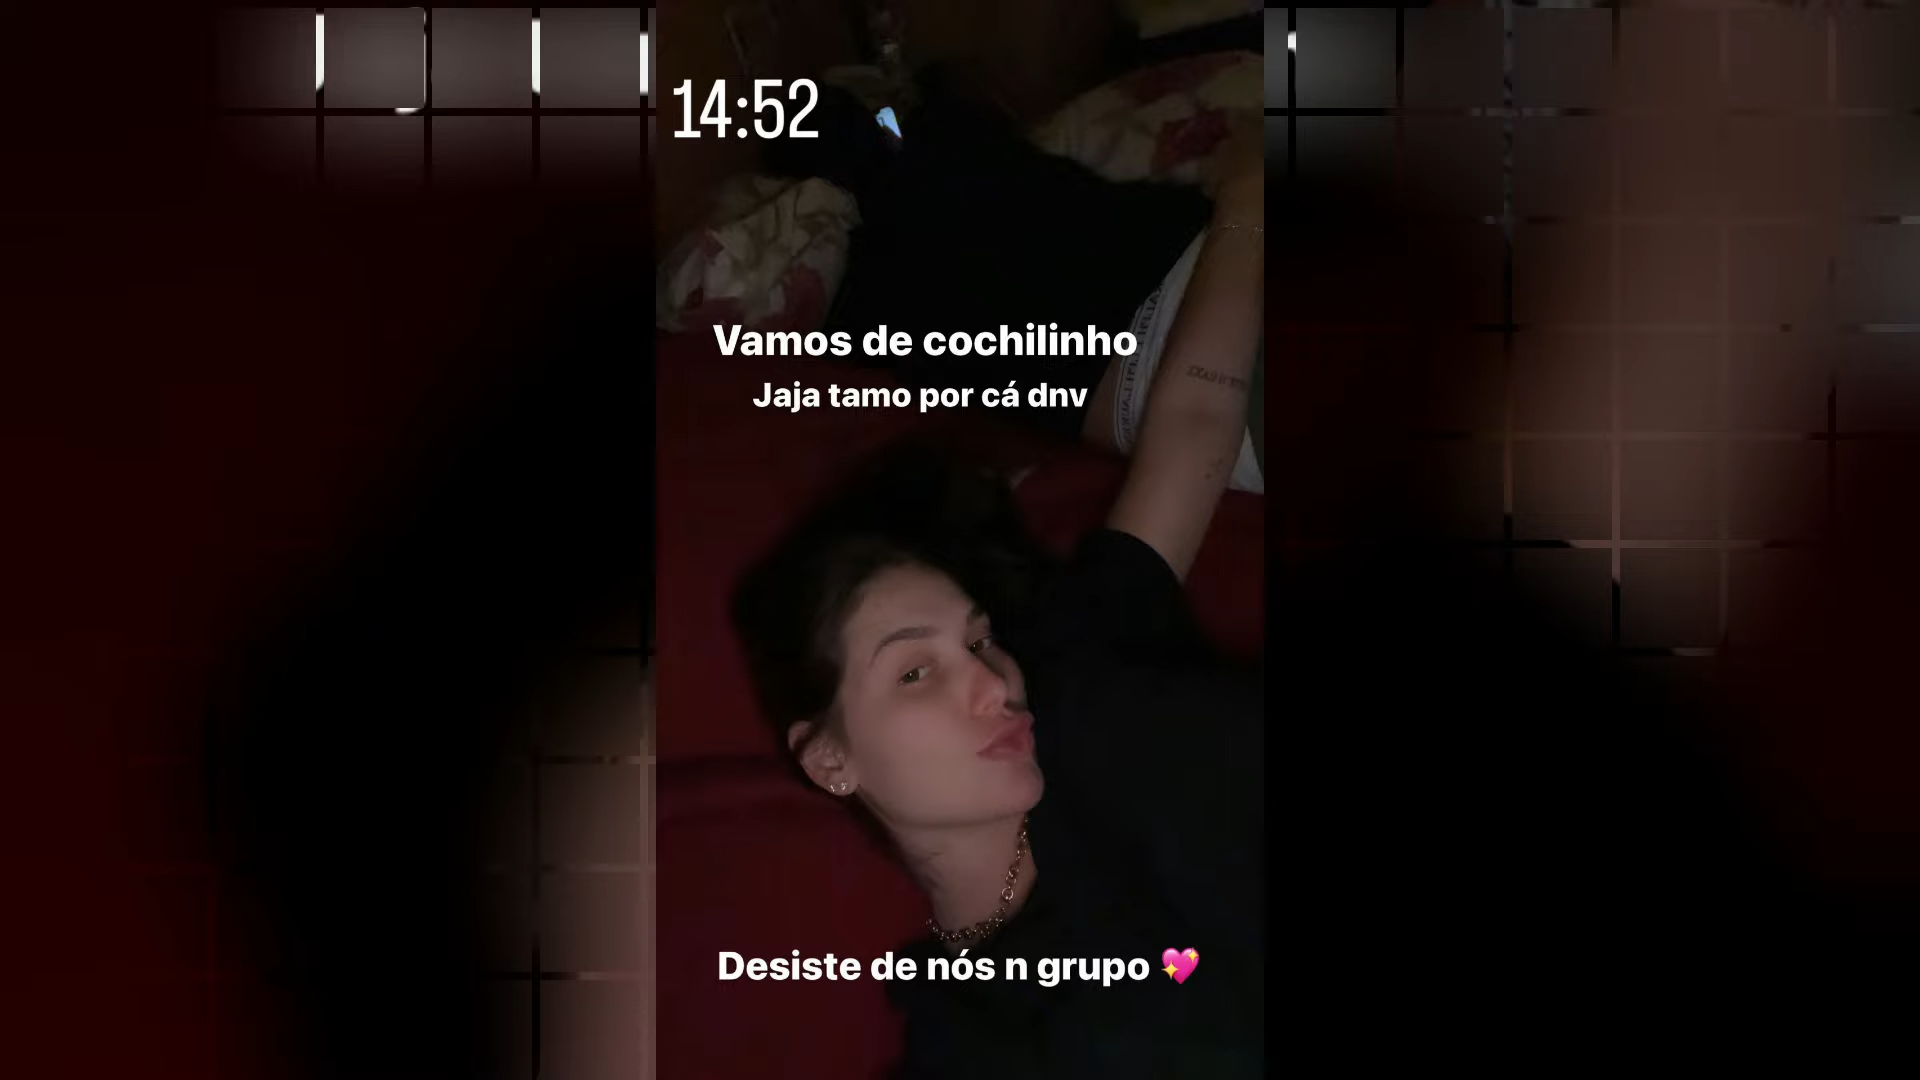 14:52
Vamos de cochilinho
Jaja tamo por cá dnv
Desiste de nós n grupo 💖